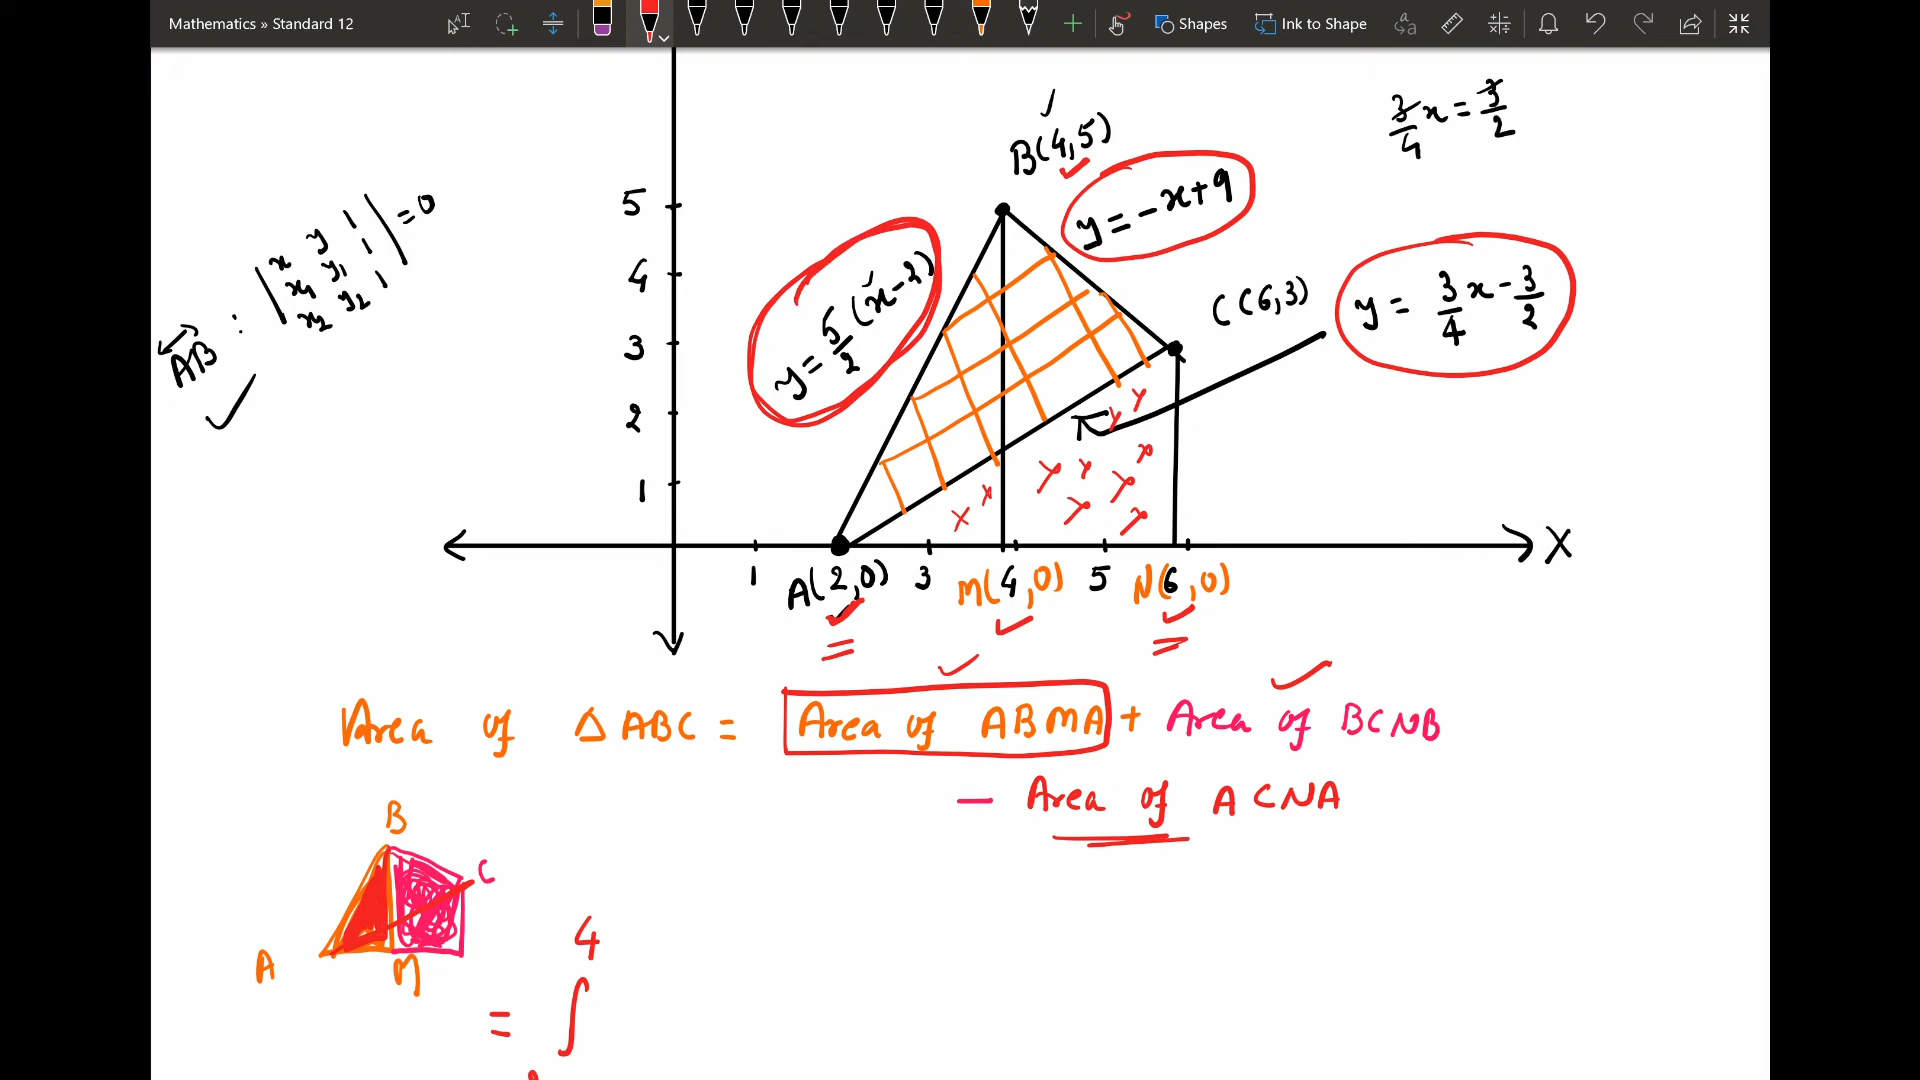 Mathematics » Standard 12
Shapes
Ink to Shape
3/4 x = 3/2
B(4,5)
y = -x+9
5
| x y 1 |
| x1 y1 1 | = 0
| x2 y2 1 |
AB :
y = 5/2 (x-2)
4
C(6,3)
y = 3/4 x - 3/2
3
2
1
X
1 A(2,0) 3 M(4,0) 5 N(6,0)
Area of Δ ABC = Area of ABMA + Area of BCNB
- Area of ACNA
B
C
A
M
4
= ∫